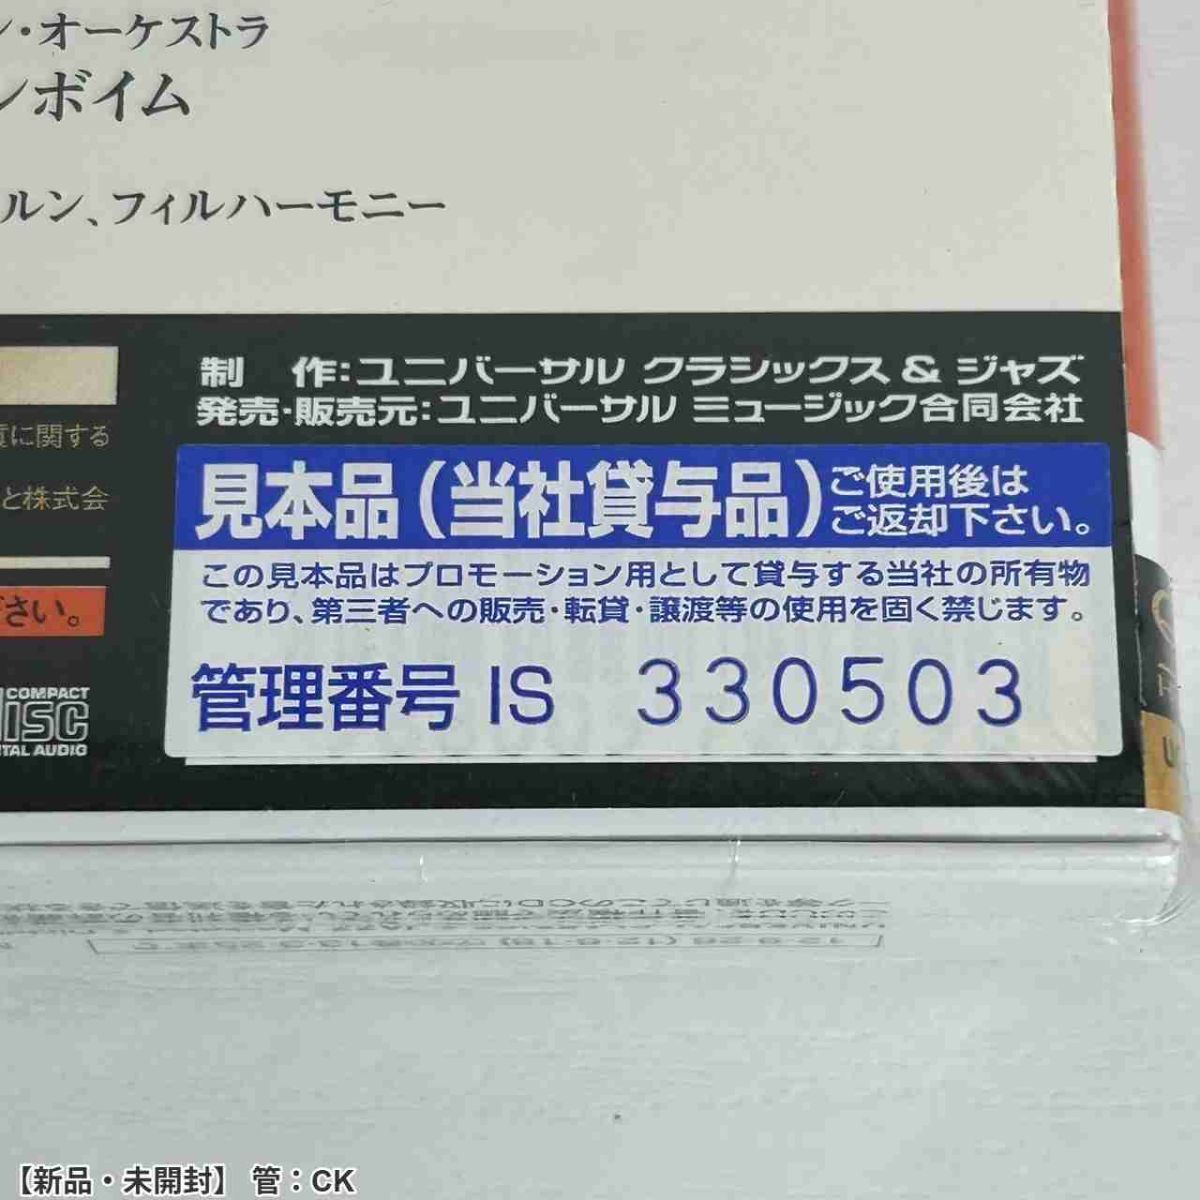 ン・オーケストラ
ンボイム
ルン、フィルハーモニー
制 作:ユニバーサル クラシックス & ジャズ
発売・販売元:ユニバーサル ミュージック合同会社
に関する
と株式会
さい。
見本品(当社貸与品)ご使用後は
ご返却下さい。
この見本品はプロモーション用として貸与する当社の所有物
であり、第三者への販売・転貸・譲渡等の使用を固く禁じます。
管理番号 IS 330503
COMPACT
DISC
DIGITAL AUDIO
【新品・未開封】 管:CK